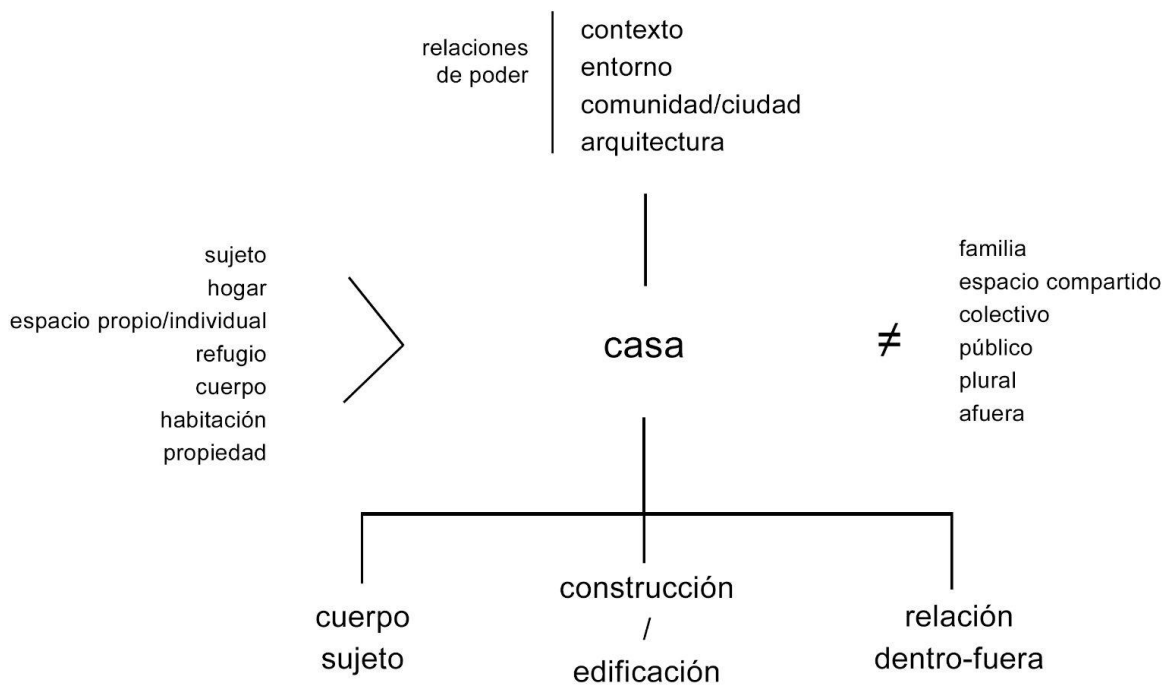 relaciones
de poder
contexto
entorno
comunidad/ciudad
arquitectura
sujeto
hogar
espacio propio/individual
refugio
cuerpo
habitación
propiedad
casa
≠
familia
espacio compartido
colectivo
público
plural
afuera
cuerpo
sujeto
construcción
/
edificación
relación
dentro-fuera